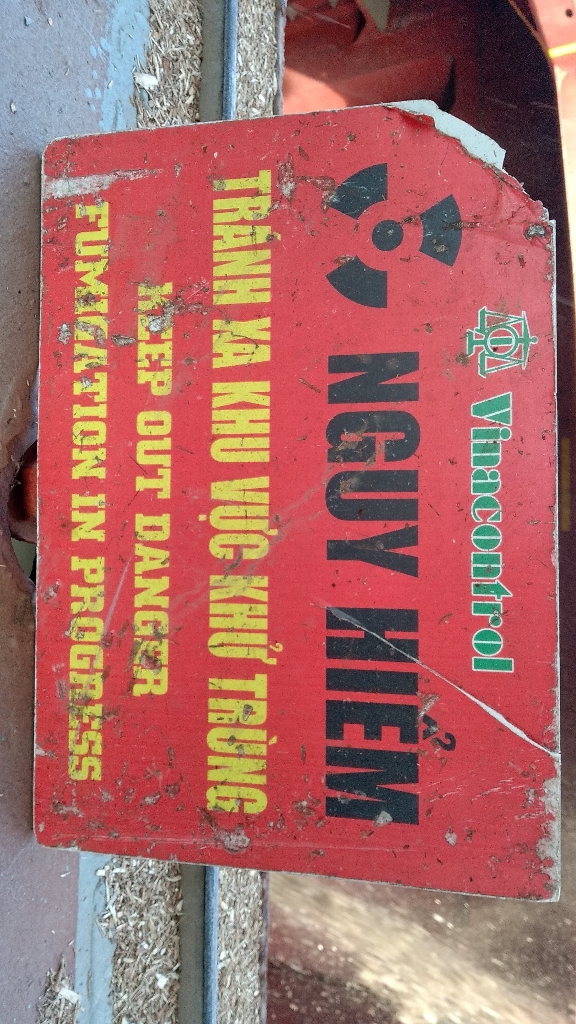 Vinacontrol
NGUY HIỂM
TRÁNH XA KHU VỰC KHỬ TRÙNG
KEEP OUT DANGER
FUMIGATION IN PROGRESS